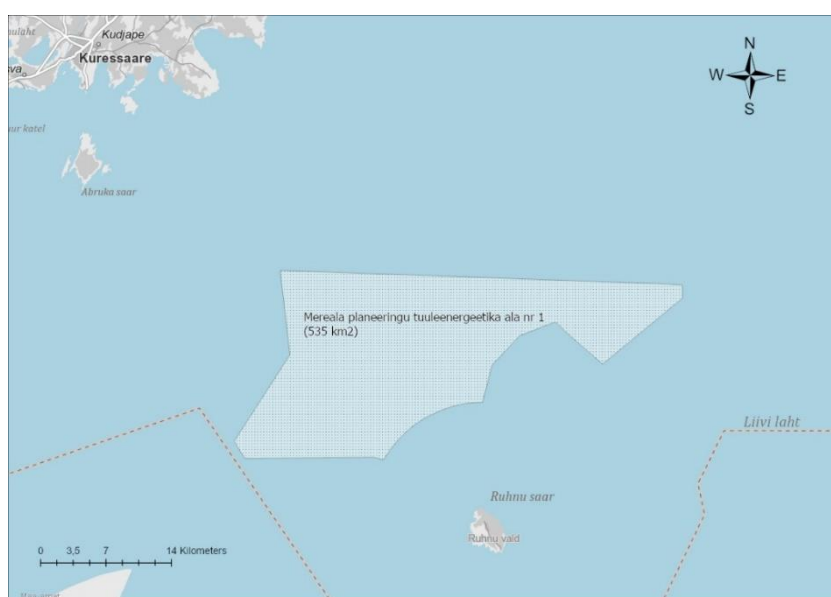 Kudjape
Kuressaare
Abruka saar
N
W E
S
Mereala planeeringu tuuleenergeetika ala nr 1
(535 km2)
Liivi laht
Ruhnu saar
Ruhnu vald
0 3,5 7 14 Kilometers